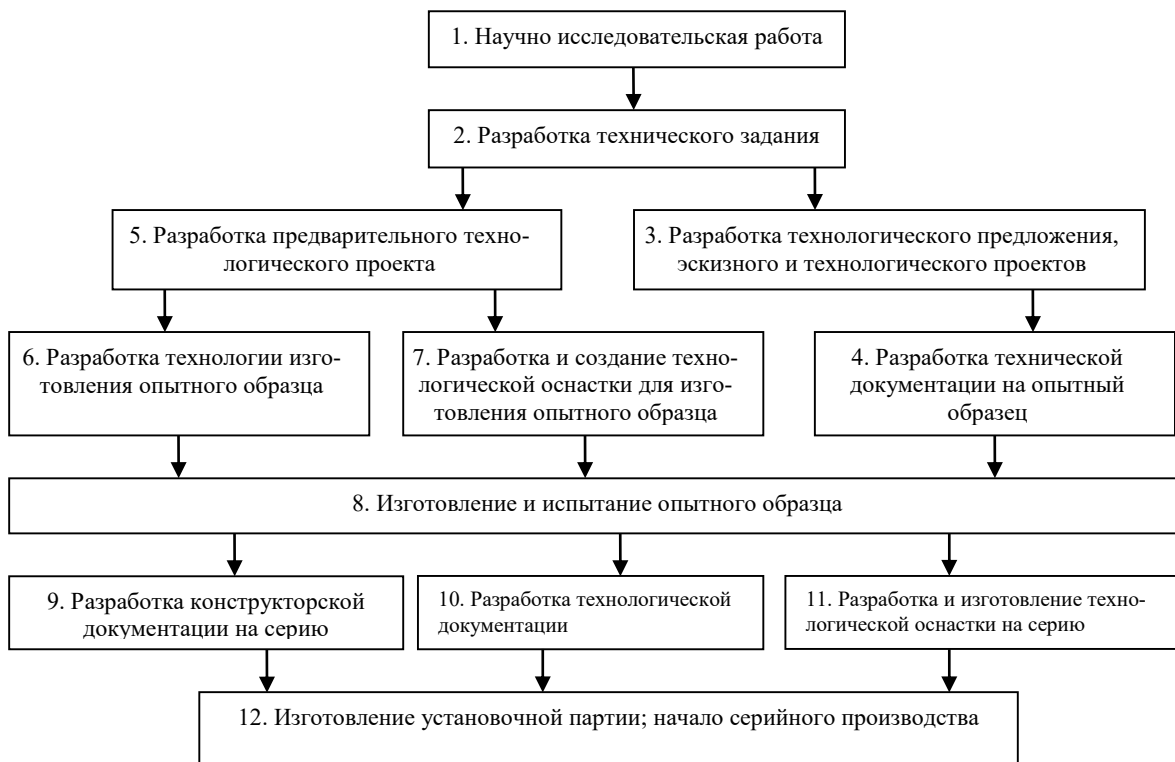 1. Научно исследовательская работа
2. Разработка технического задания
5. Разработка предварительного техно-
логического проекта
3. Разработка технологического предложения,
эскизного и технологического проектов
6. Разработка технологии изго-
товления опытного образца
7. Разработка и создание техно-
логической оснастки для изго-
товления опытного образца
4. Разработка технической
документации на опытный
образец
8. Изготовление и испытание опытного образца
9. Разработка конструкторской
документации на серию
10. Разработка технологической
документации
11. Разработка и изготовление техно-
логической оснастки на серию
12. Изготовление установочной партии; начало серийного производства